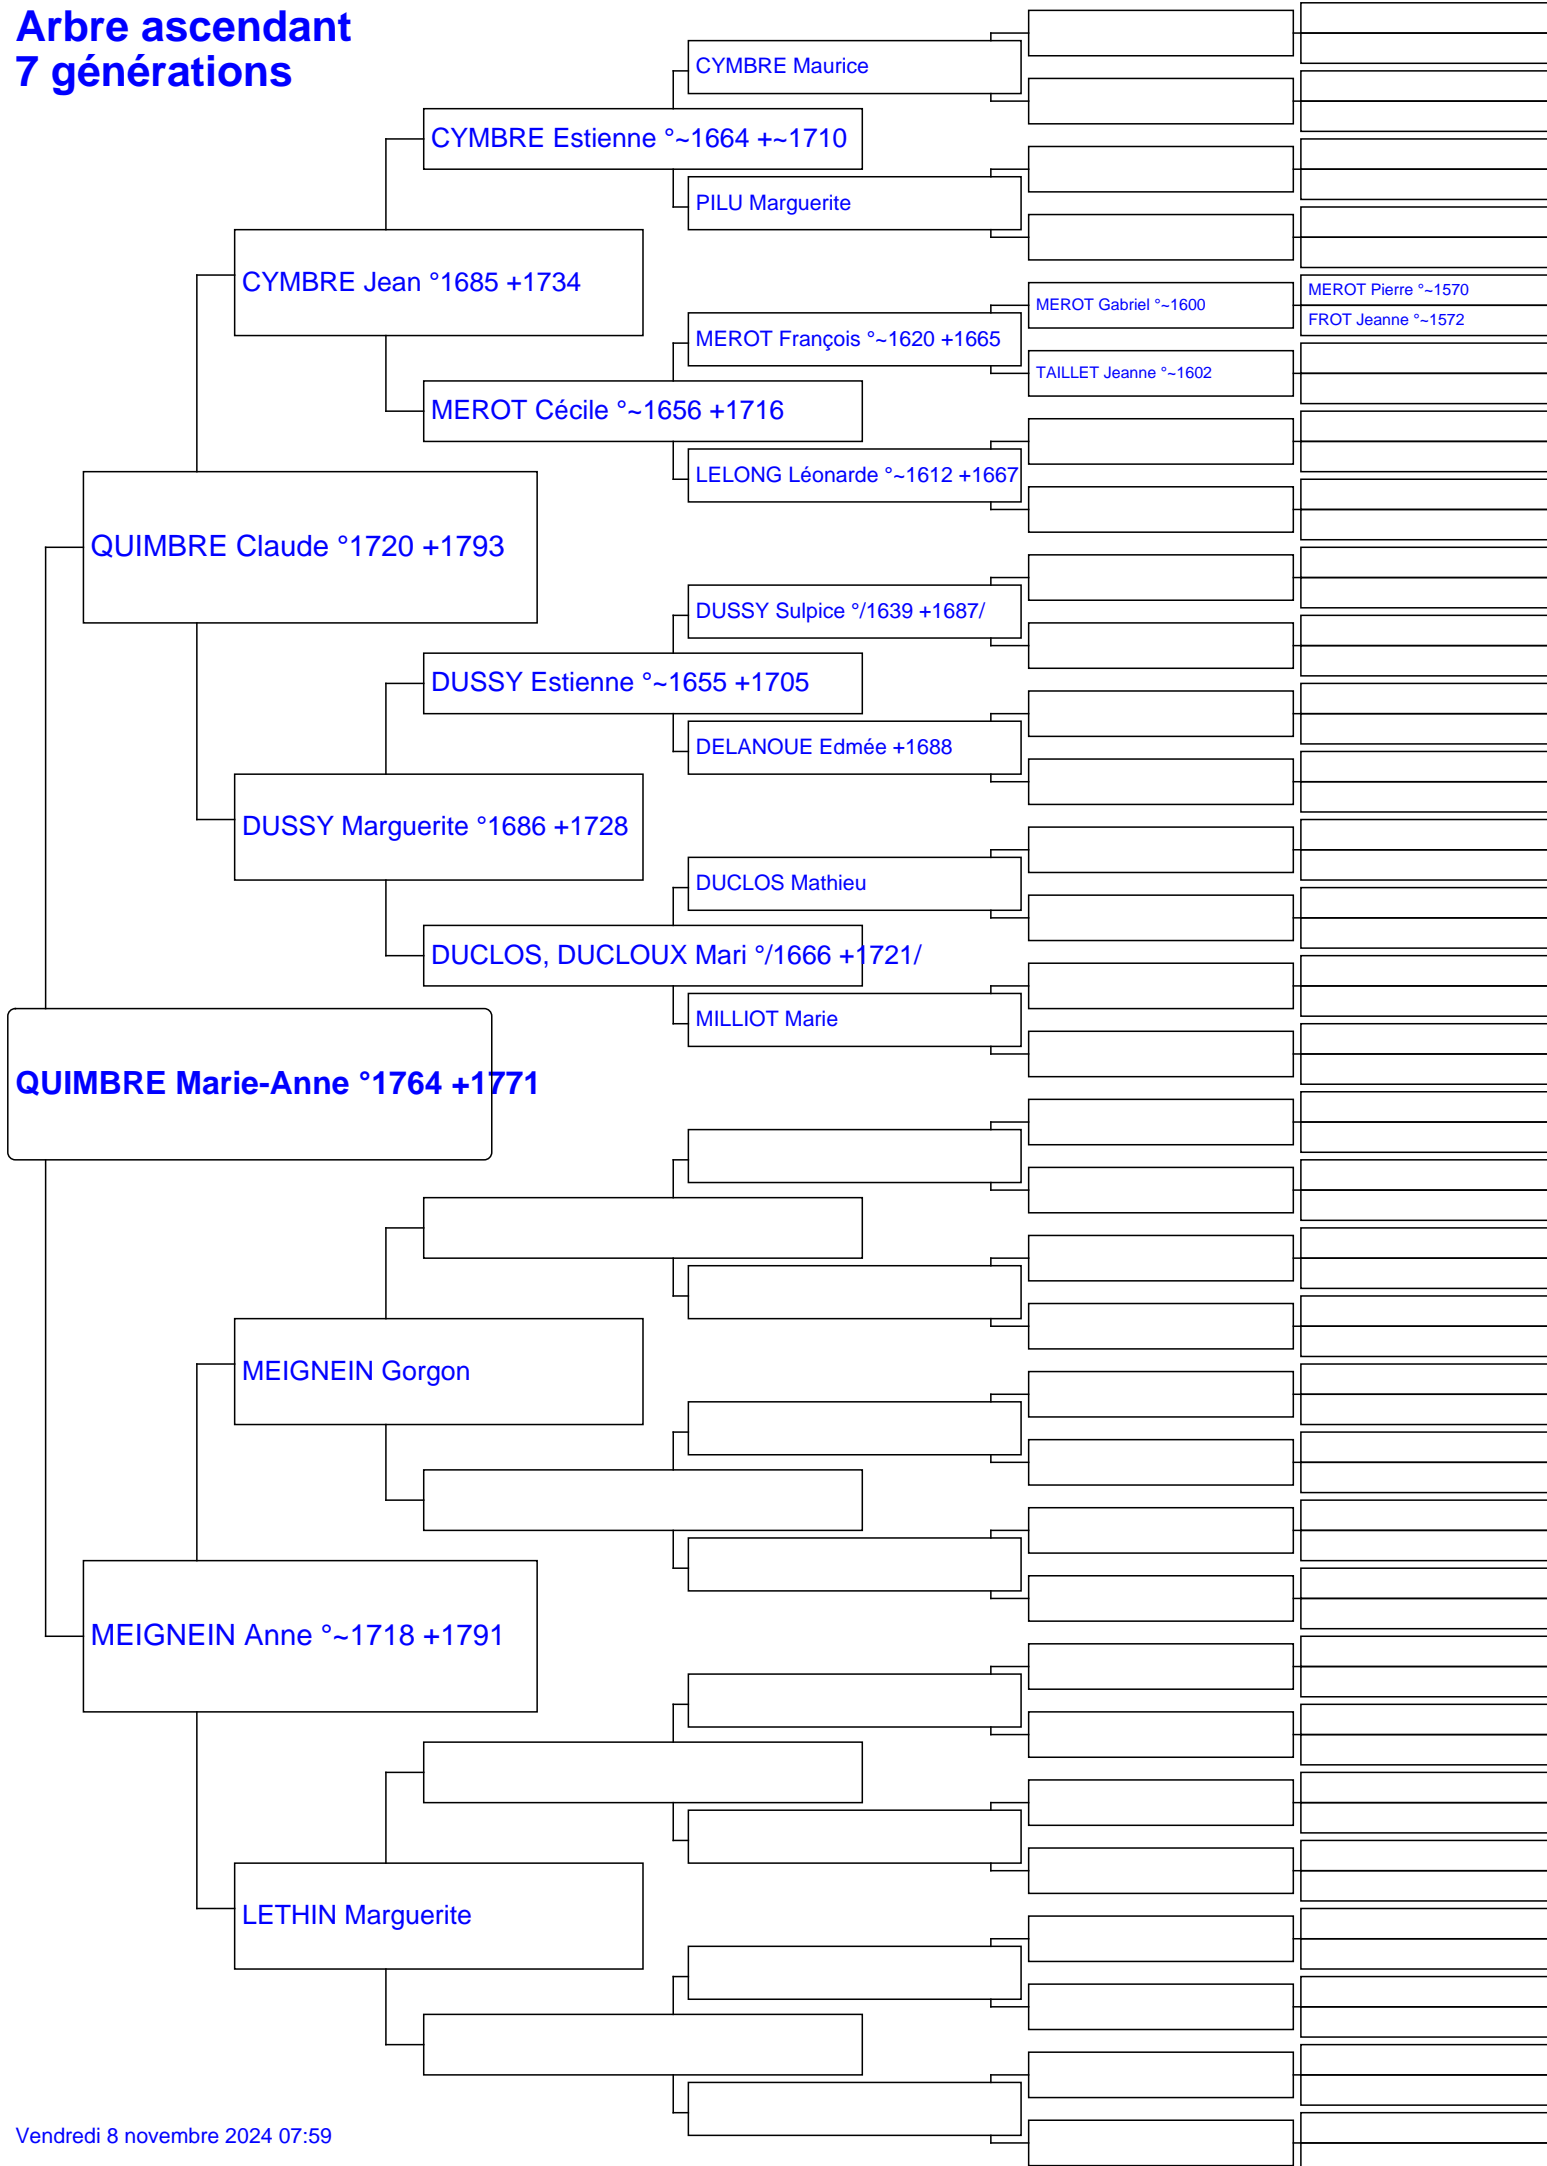 Arbre ascendant
7 générations
CYMBRE Maurice
CYMBRE Estienne °~1664 +~1710
PILU Marguerite
CYMBRE Jean °1685 +1734
MEROT Pierre °~1570
MEROT Gabriel °~1600
FROT Jeanne °~1572
MEROT François °~1620 +1665
TAILLET Jeanne °~1602
MEROT Cécile °~1656 +1716
LELONG Léonarde °~1612 +1667
QUIMBRE Claude °1720 +1793
DUSSY Sulpice °/1639 +1687/
DUSSY Estienne °~1655 +1705
DELANOUE Edmée +1688
DUSSY Marguerite °1686 +1728
DUCLOS Mathieu
DUCLOS, DUCLOUX Mari °/1666 +1721/
MILLIOT Marie
QUIMBRE Marie-Anne °1764 +1771
MEIGNEIN Gorgon
MEIGNEIN Anne °~1718 +1791
LETHIN Marguerite
Vendredi 8 novembre 2024 07:59